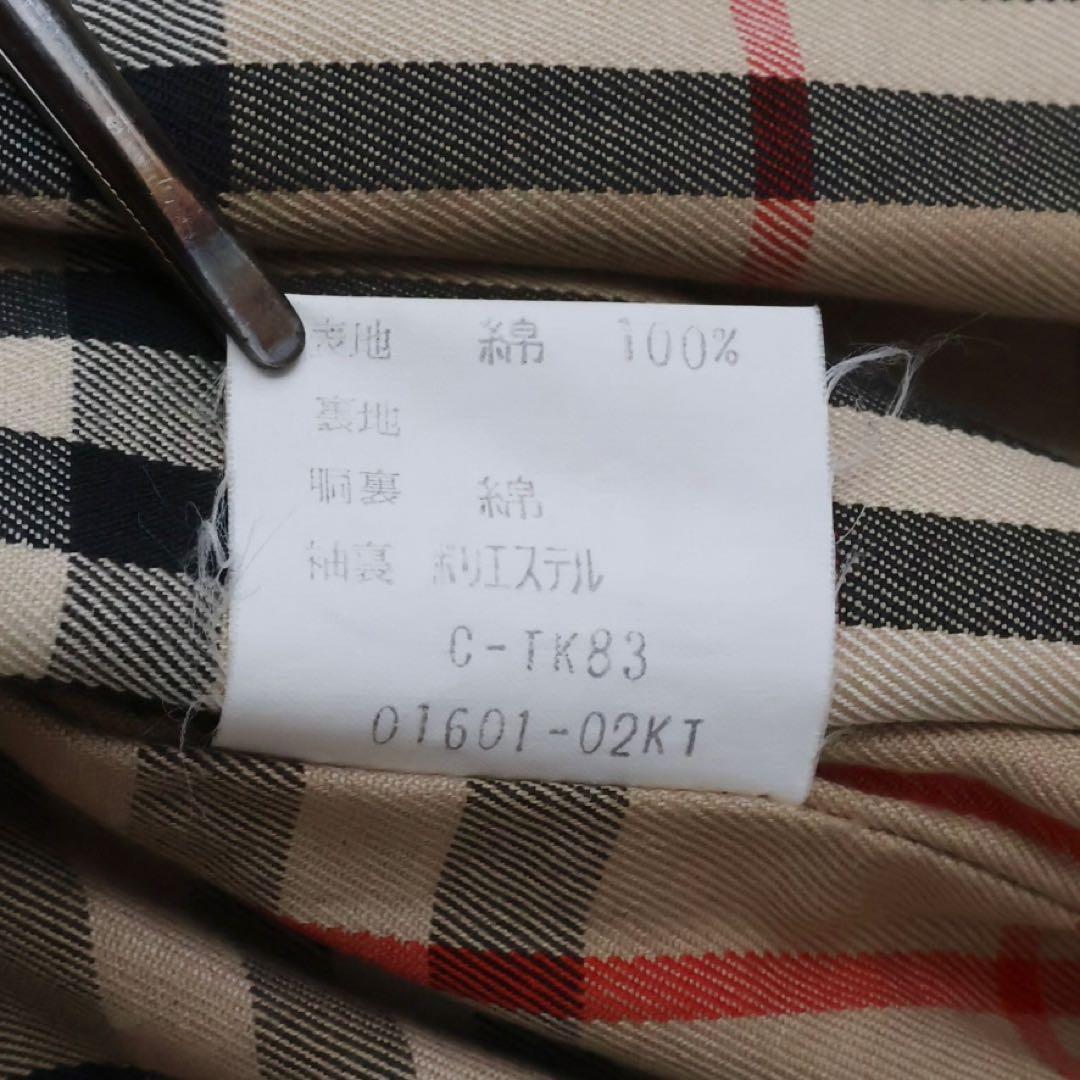 表地 綿 100%
裏地
胴裏 綿
袖裏 ポリエステル
C-TK83
01601-02KT